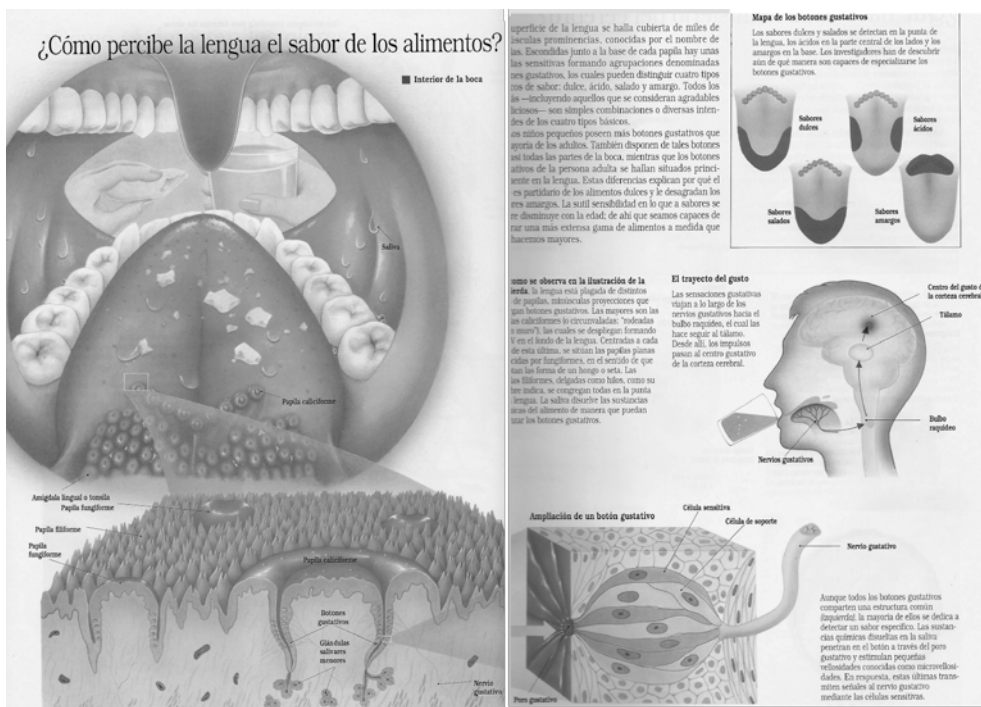 ¿Cómo percibe la lengua el sabor de los alimentos?
Interior de la boca
Saliva
Papila caliciforme
Amígdala lingual o tonsila
Papila fungiforme
Papila filiforme
Papila
fungiforme
Papila caliciforme
Botones
gustativos
Glándulas
salivares
menores
Nervio
gustativo
uperficie de la lengua se halla cubierta de miles de
úsculas prominencias, conocidas por el nombre de
las. Escondidas junto a la base de cada papila hay unas
las sensitivas formando agrupaciones denominadas
nes gustativos, los cuales pueden distinguir cuatro tipos
cos de sabor: dulce, ácido, salado y amargo. Todos los
ás —incluyendo aquellos que se consideran agradables
liciosos— son simples combinaciones o diversas inten-
des de los cuatro tipos básicos.
os niños pequeños poseen más botones gustativos que
ayoría de los adultos. También disponen de tales botones
asi todas las partes de la boca, mientras que los botones
ativos de la persona adulta se hallan situados princi-
ente en la lengua. Estas diferencias explican por qué el
es partidario de los alimentos dulces y le desagradan los
res amargos. La sutil sensibilidad en lo que a sabores se
re disminuye con la edad; de ahí que seamos capaces de
rar una más extensa gama de alimentos a medida que
hacemos mayores.
Mapa de los botones gustativos
Los sabores dulces y salados se detectan en la punta de
la lengua, los ácidos en la parte central de los lados y los
amargos en la base. Los investigadores han de descubrir
aún de qué manera son capaces de especializarse los
botones gustativos.
Sabores
dulces
Sabores
ácidos
Sabores
salados
Sabores
amargos
omo se observa en la ilustración de la
ierda, la lengua está plagada de distintos
de papilas, minúsculas proyecciones que
gan botones gustativos. Las mayores son las
las caliciformes (o circunvaladas: "rodeadas
n muro"), las cuales se despliegan formando
V en el fondo de la lengua. Centradas a cada
de esta última, se sitúan las papilas planas
cidas por fungiformes, en el sentido de que
tan las forma de un hongo o seta. Las
las filiformes, delgadas como hilos, como su
bre indica, se congregan todas en la punta
lengua. La saliva disuelve las sustancias
icas del alimento de manera que puedan
zar los botones gustativos.
El trayecto del gusto
Las sensaciones gustativas
viajan a lo largo de los
nervios gustativos hacia el
bulbo raquídeo, el cual las
hace seguir al tálamo.
Desde allí, los impulsos
pasan al centro gustativo
de la corteza cerebral.
Centro del gusto d
la corteza cerebral
Tálamo
Bulbo
raquídeo
Nervios gustativos
Ampliación de un botón gustativo
Célula sensitiva
Célula de soporte
Nervio gustativo
Poro gustativo
Aunque todos los botones gustativos
comparten una estructura común
(izquierda), la mayoría de ellos se dedica a
detectar un sabor específico. Las sustan-
cias químicas disueltas en la saliva
penetran en el botón a través del poro
gustativo y estimulan pequeñas
vellosidades conocidas como microvellosi-
dades. En respuesta, estas últimas trans-
miten señales al nervio gustativo
mediante las células sensitivas.